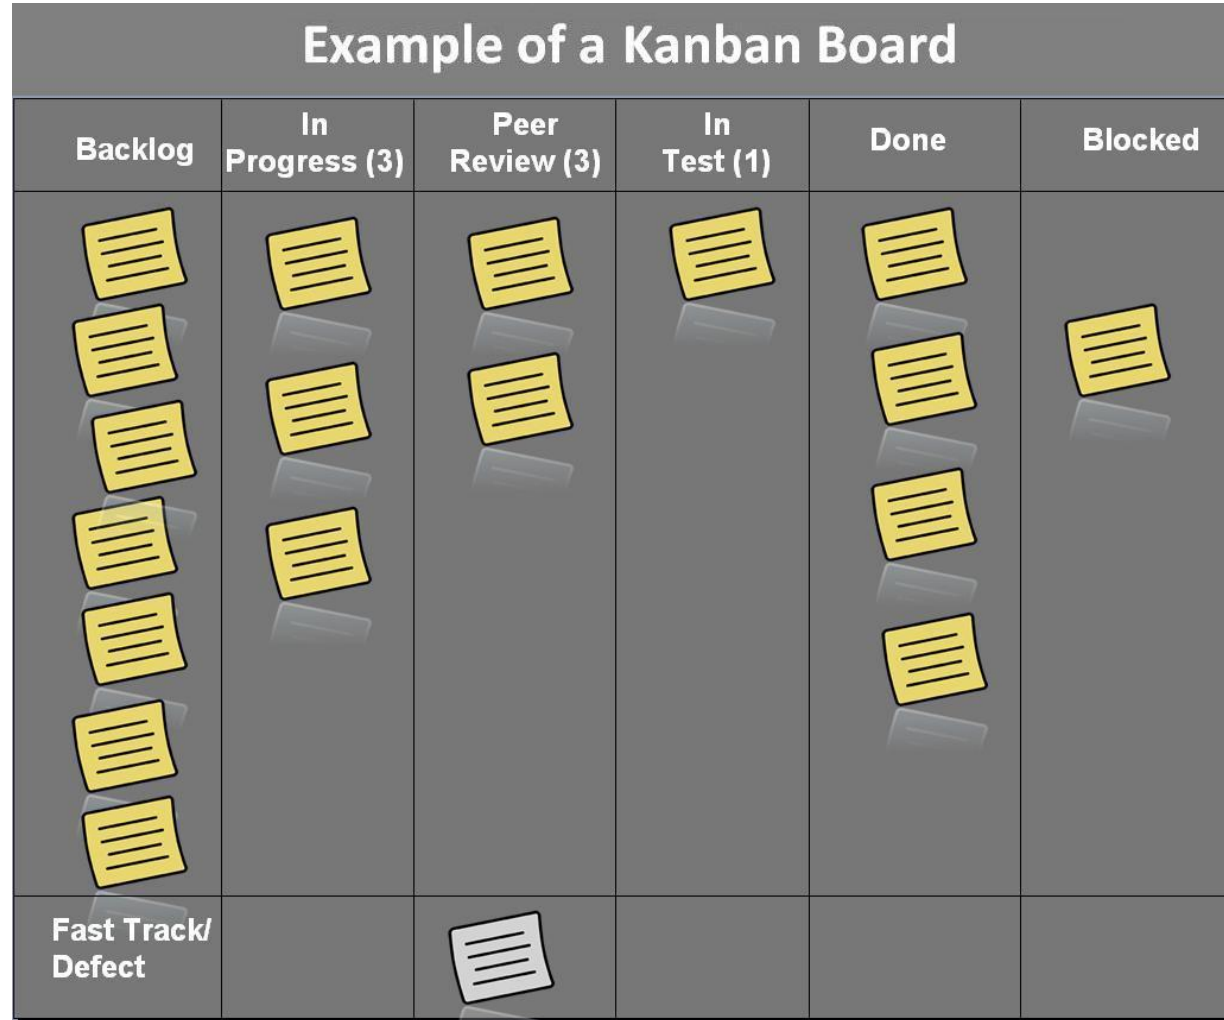 Example of a Kanban Board
Backlog
In
Progress (3)
Peer
Review (3)
In
Test (1)
Done
Blocked
Fast Track/
Defect